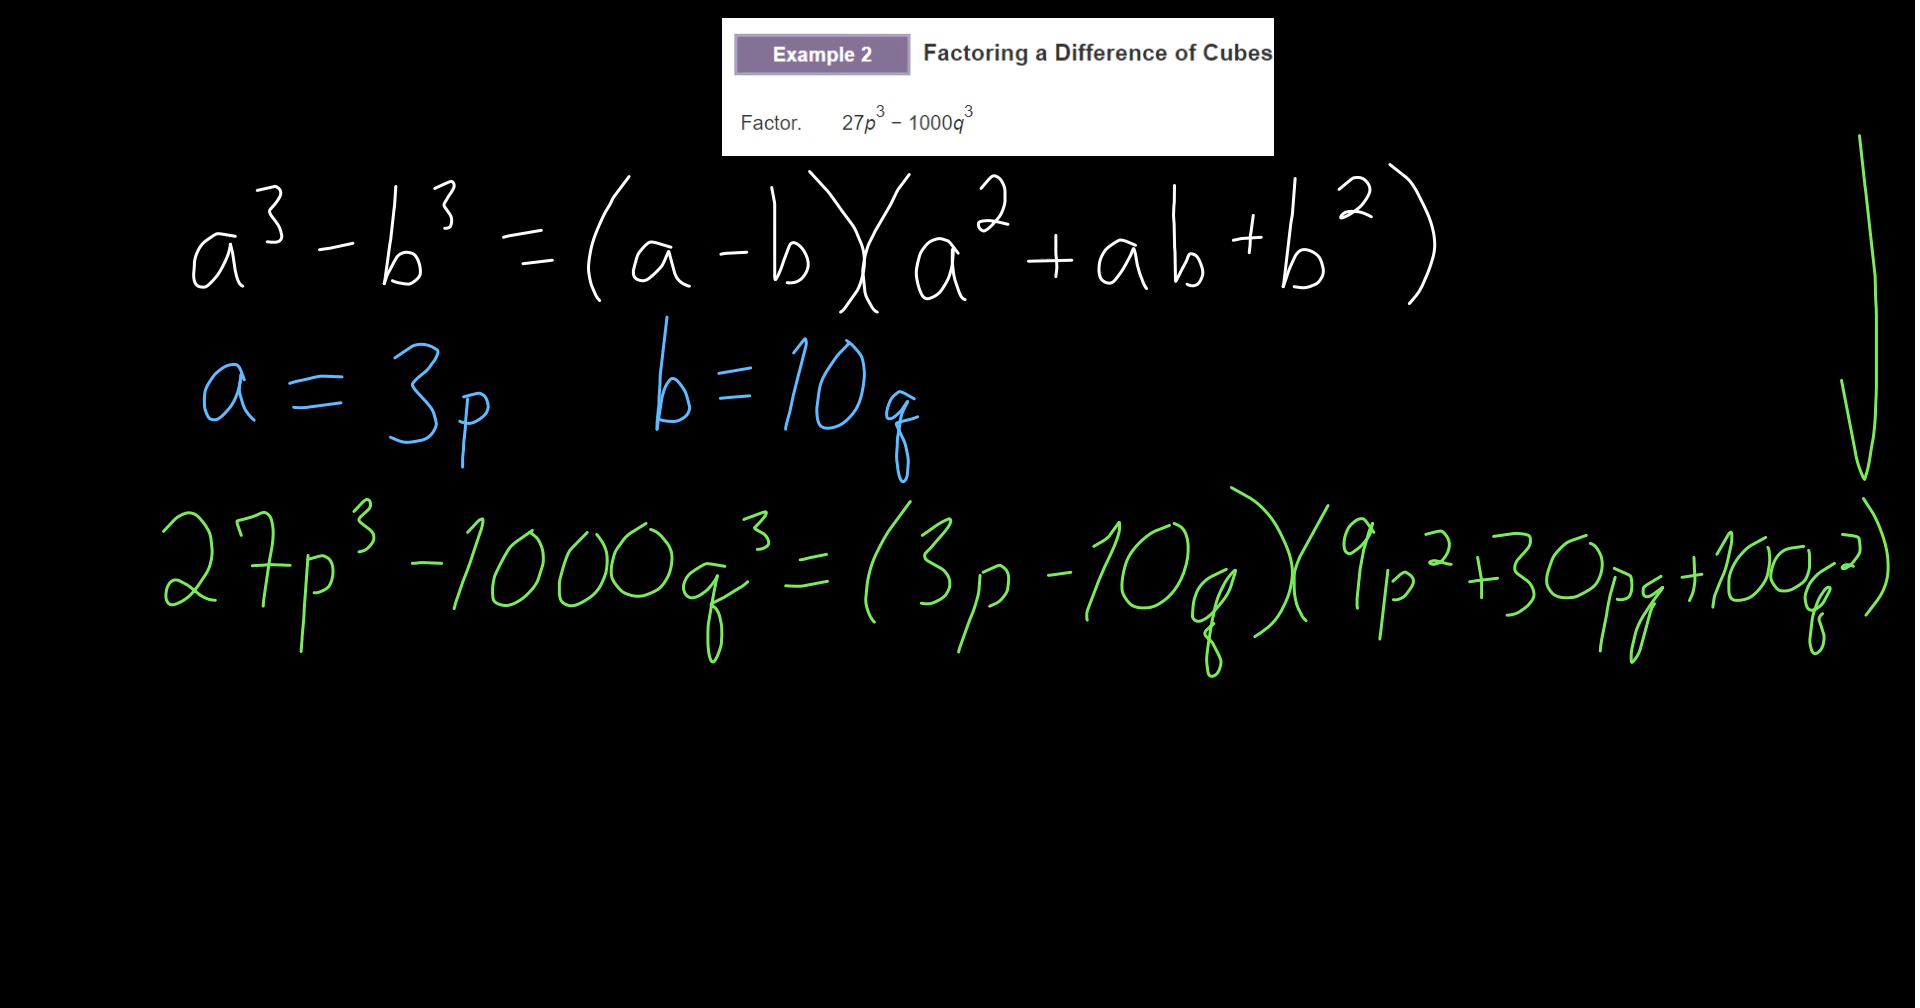 Example 2 Factoring a Difference of Cubes
Factor. 27p³ − 1000q³
a³ − b³ = (a − b)(a² + ab + b²)
a = 3p b = 10q
27p³ − 1000q³ = (3p − 10q)(9p² + 30pq + 100q²)